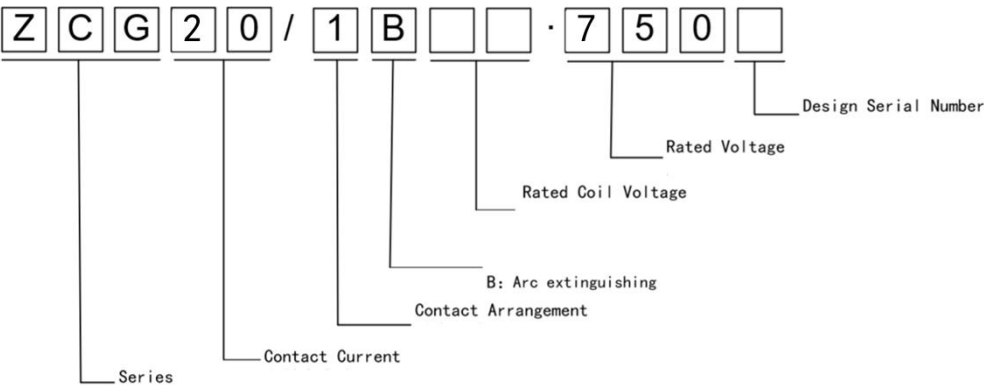 ZCG20/1B·750
Design Serial Number
Rated Voltage
Rated Coil Voltage
B: Arc extinguishing
Contact Arrangement
Contact Current
Series